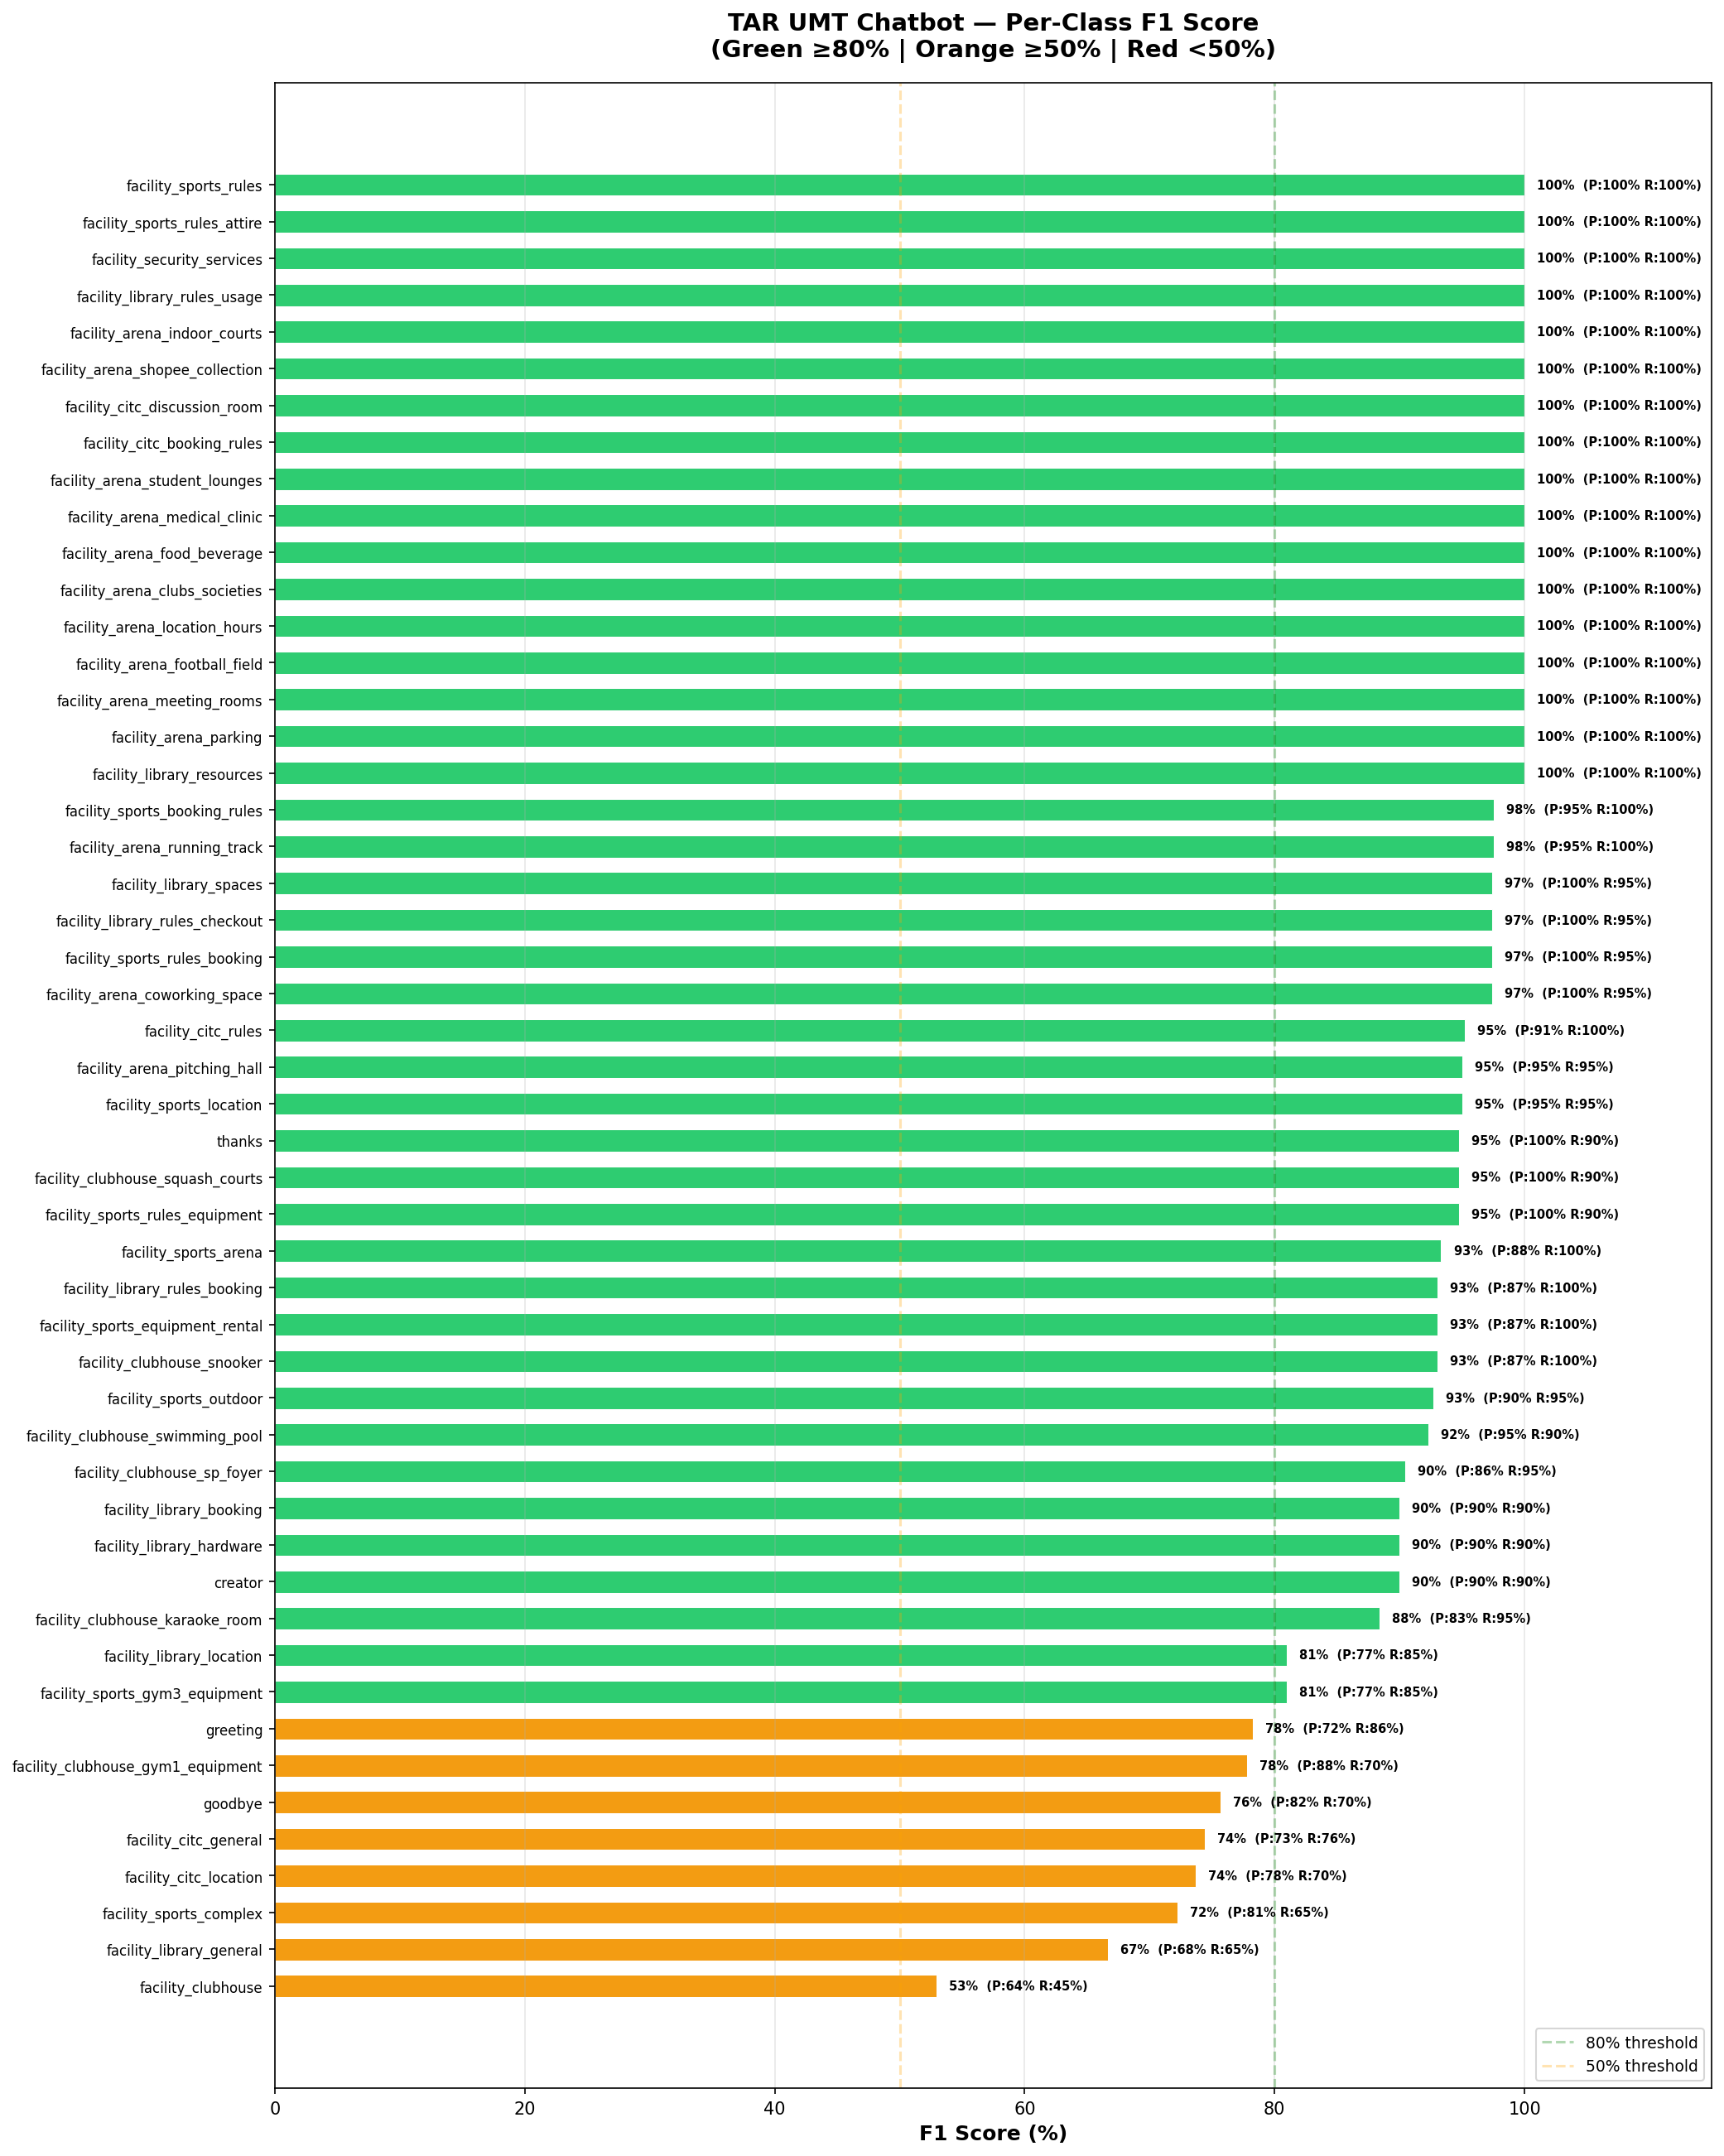 TAR UMT Chatbot — Per-Class F1 Score
(Green ≥80% | Orange ≥50% | Red <50%)
facility_sports_rules 100% (P:100% R:100%)
facility_sports_rules_attire 100% (P:100% R:100%)
facility_security_services 100% (P:100% R:100%)
facility_library_rules_usage 100% (P:100% R:100%)
facility_arena_indoor_courts 100% (P:100% R:100%)
facility_arena_shopee_collection 100% (P:100% R:100%)
facility_citc_discussion_room 100% (P:100% R:100%)
facility_citc_booking_rules 100% (P:100% R:100%)
facility_arena_student_lounges 100% (P:100% R:100%)
facility_arena_medical_clinic 100% (P:100% R:100%)
facility_arena_food_beverage 100% (P:100% R:100%)
facility_arena_clubs_societies 100% (P:100% R:100%)
facility_arena_location_hours 100% (P:100% R:100%)
facility_arena_football_field 100% (P:100% R:100%)
facility_arena_meeting_rooms 100% (P:100% R:100%)
facility_arena_parking 100% (P:100% R:100%)
facility_library_resources 100% (P:100% R:100%)
facility_sports_booking_rules 98% (P:95% R:100%)
facility_arena_running_track 98% (P:95% R:100%)
facility_library_spaces 97% (P:100% R:95%)
facility_library_rules_checkout 97% (P:100% R:95%)
facility_sports_rules_booking 97% (P:100% R:95%)
facility_arena_coworking_space 97% (P:100% R:95%)
facility_citc_rules 95% (P:91% R:100%)
facility_arena_pitching_hall 95% (P:95% R:95%)
facility_sports_location 95% (P:95% R:95%)
thanks 95% (P:100% R:90%)
facility_clubhouse_squash_courts 95% (P:100% R:90%)
facility_sports_rules_equipment 95% (P:100% R:90%)
facility_sports_arena 93% (P:88% R:100%)
facility_library_rules_booking 93% (P:87% R:100%)
facility_sports_equipment_rental 93% (P:87% R:100%)
facility_clubhouse_snooker 93% (P:87% R:100%)
facility_sports_outdoor 93% (P:90% R:95%)
facility_clubhouse_swimming_pool 92% (P:95% R:90%)
facility_clubhouse_sp_foyer 90% (P:86% R:95%)
facility_library_booking 90% (P:90% R:90%)
facility_library_hardware 90% (P:90% R:90%)
creator 90% (P:90% R:90%)
facility_clubhouse_karaoke_room 88% (P:83% R:95%)
facility_library_location 81% (P:77% R:85%)
facility_sports_gym3_equipment 81% (P:77% R:85%)
greeting 78% (P:72% R:86%)
facility_clubhouse_gym1_equipment 78% (P:88% R:70%)
goodbye 76% (P:82% R:70%)
facility_citc_general 74% (P:73% R:76%)
facility_citc_location 74% (P:78% R:70%)
facility_sports_complex 72% (P:81% R:65%)
facility_library_general 67% (P:68% R:65%)
facility_clubhouse 53% (P:64% R:45%)
80% threshold
50% threshold
0 20 40 60 80 100
F1 Score (%)